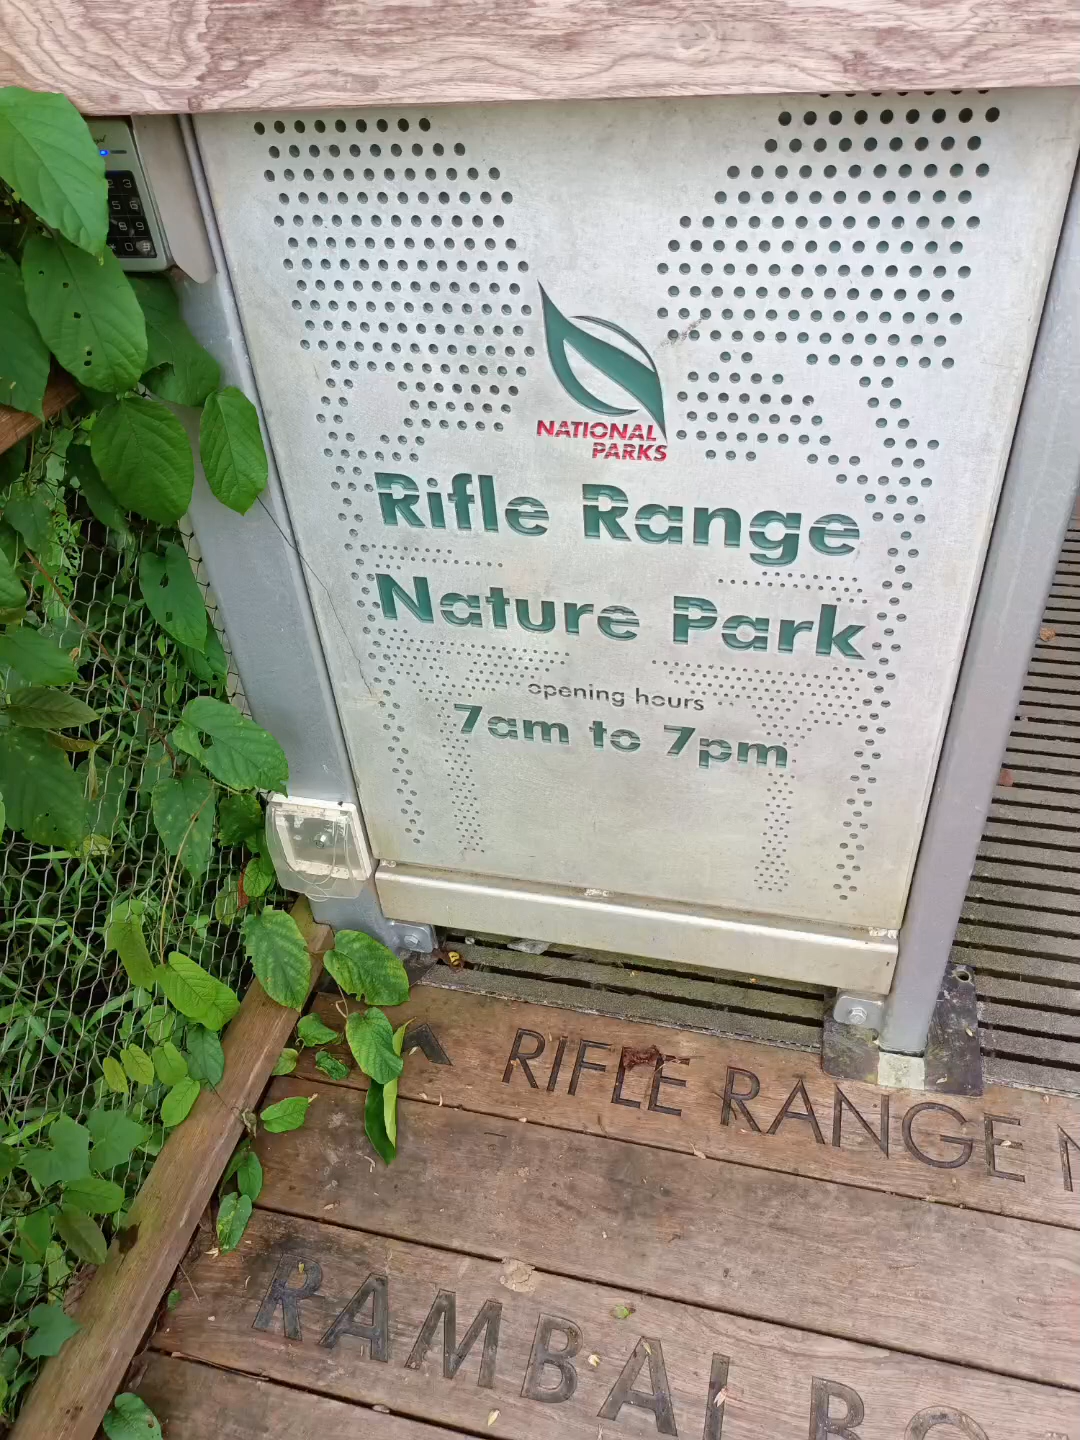 NATIONAL
PARKS
Rifle Range
Nature Park
opening hours
7am to 7pm
RIFLE RANGE
RAMBAI